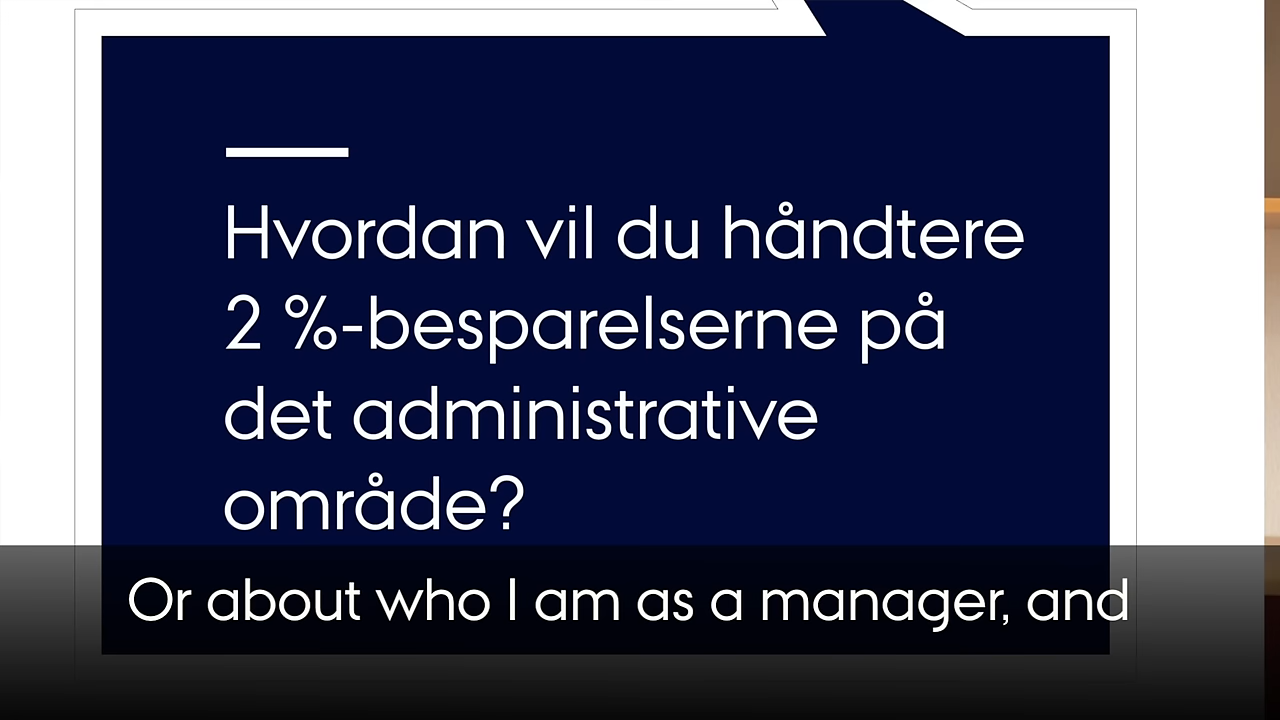 Hvordan vil du håndtere
2 %-besparelserne på
det administrative
område?
Or about who I am as a manager, and